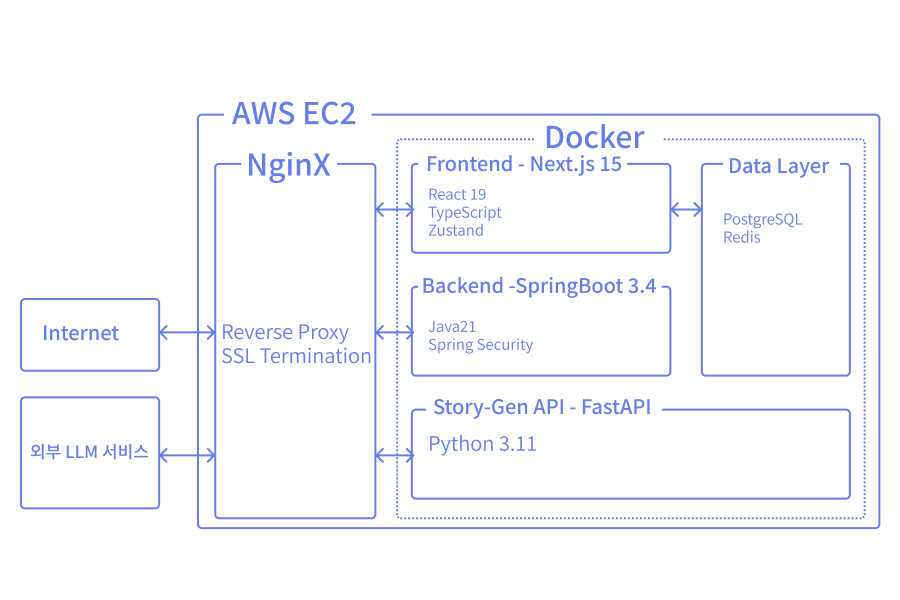 AWS EC2
Docker
NginX
Frontend - Next.js 15
Data Layer
React 19
TypeScript
Zustand
PostgreSQL
Redis
Backend -SpringBoot 3.4
Internet
Reverse Proxy
SSL Termination
Java21
Spring Security
Story-Gen API - FastAPI
외부 LLM 서비스
Python 3.11